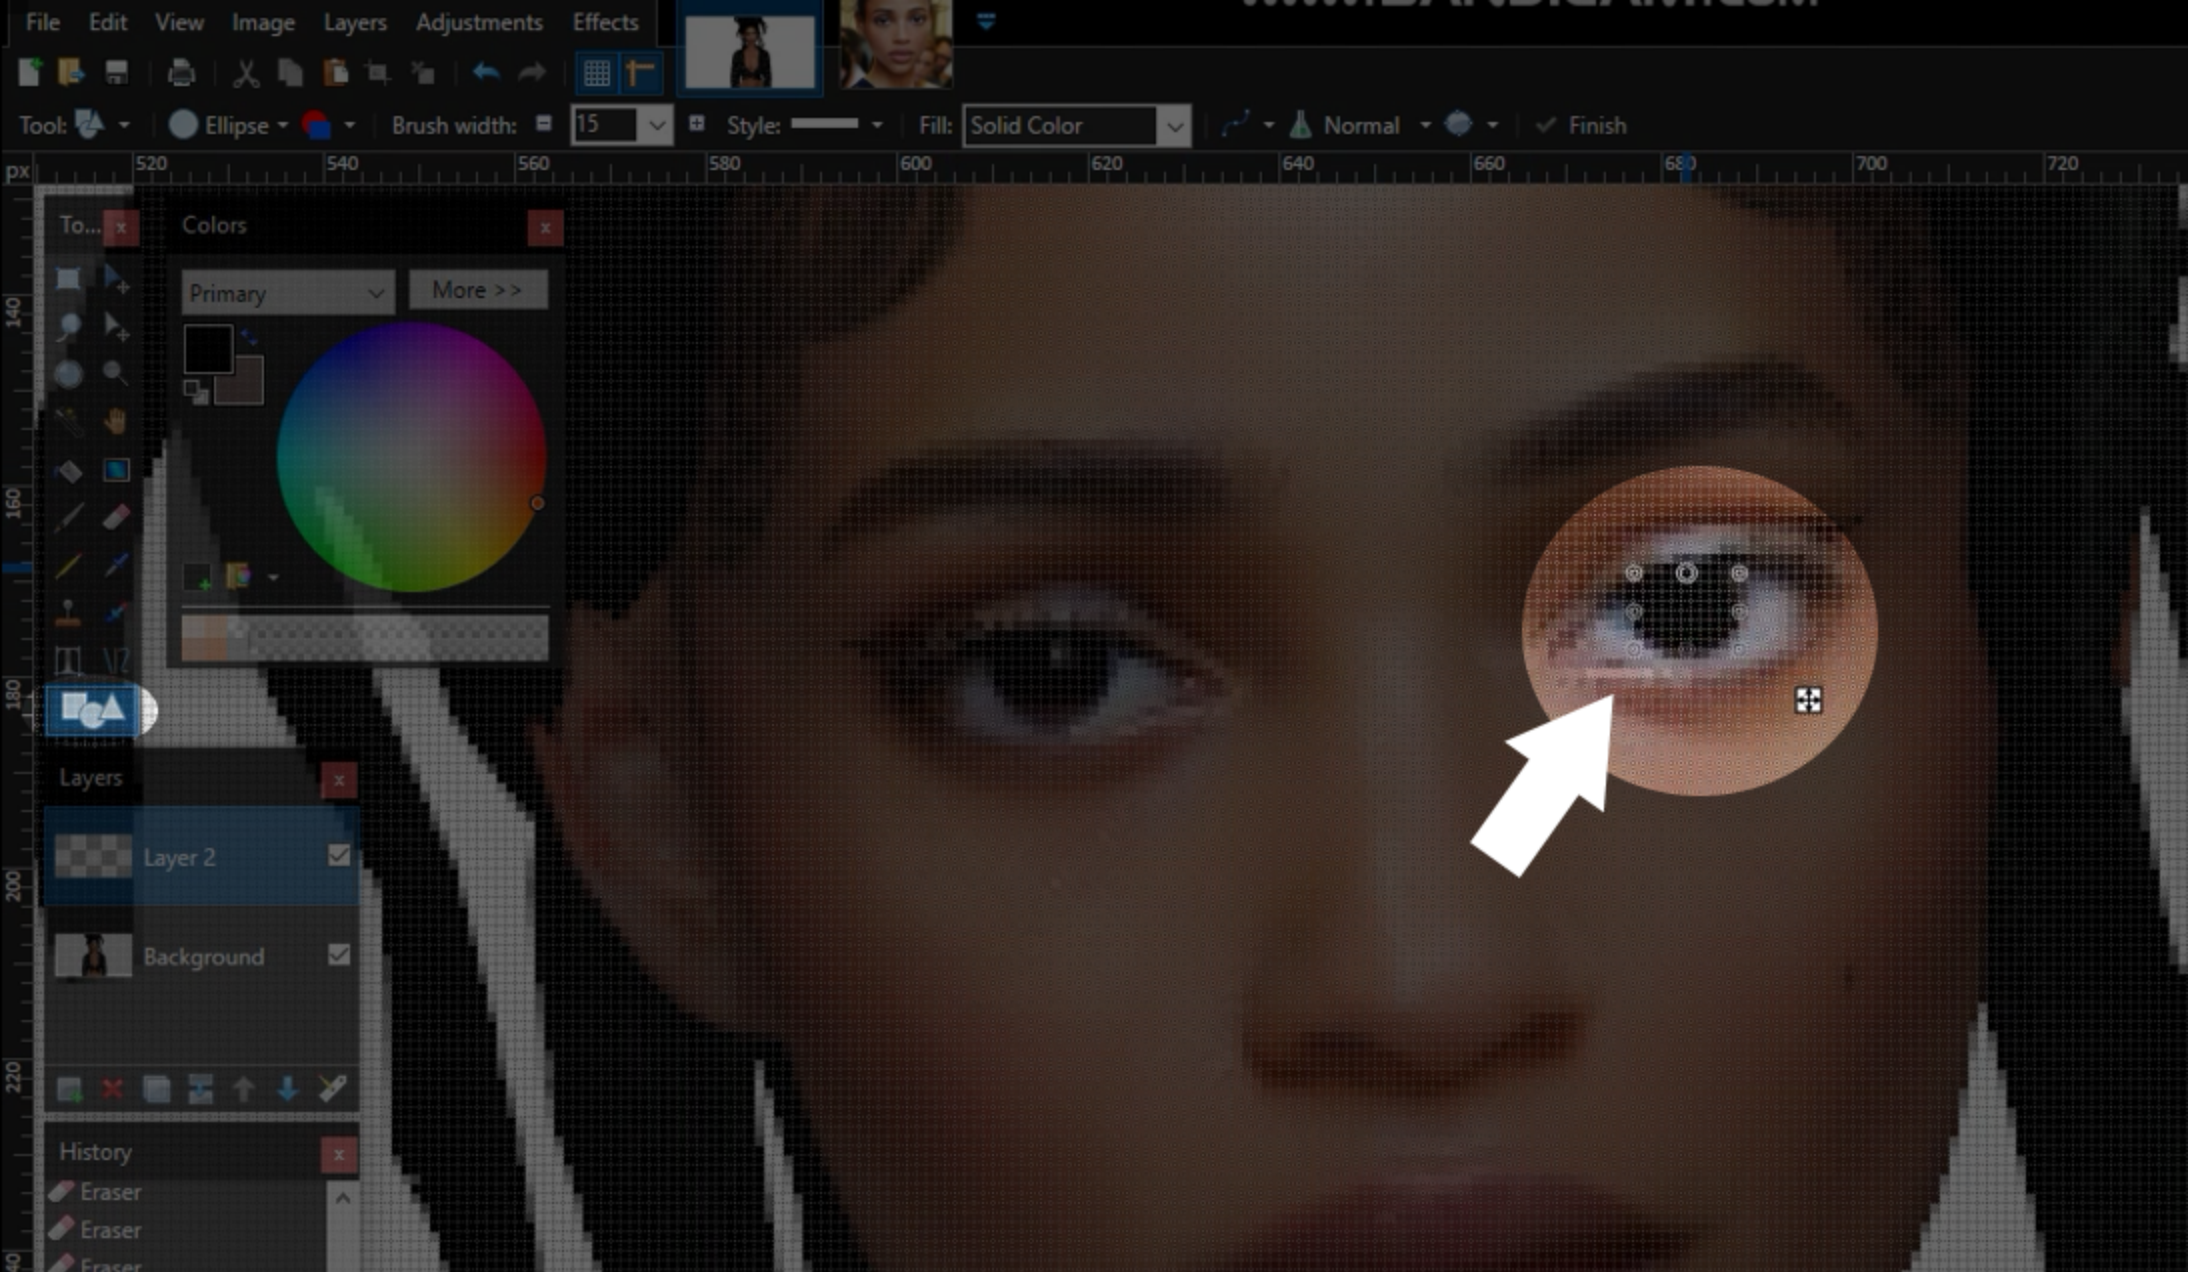 File Edit View Image Layers Adjustments Effects
Tool: Ellipse Brush width: 15 Style: Fill: Solid Color Normal Finish
px 520 540 560 580 600 620 640 660 680 700 720
To... x Colors x
Primary More >>
140
160
180
Layers x
Layer 2
200
Background
220
History x
Eraser
Eraser
Eraser